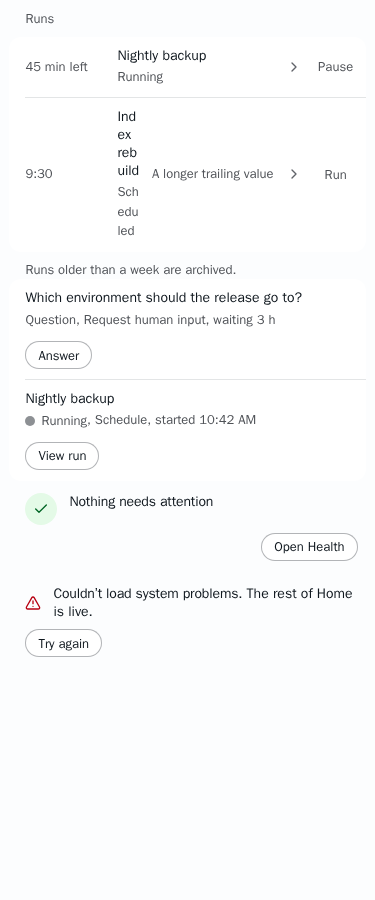 Runs
45 min left
Nightly backup
Running
Pause
9:30
Ind
ex
reb
uild
Sch
edu
led
A longer trailing value
Run
Runs older than a week are archived.
Which environment should the release go to?
Question, Request human input, waiting 3 h
Answer
Nightly backup
Running, Schedule, started 10:42 AM
View run
Nothing needs attention
Open Health
Couldn’t load system problems. The rest of Home
is live.
Try again